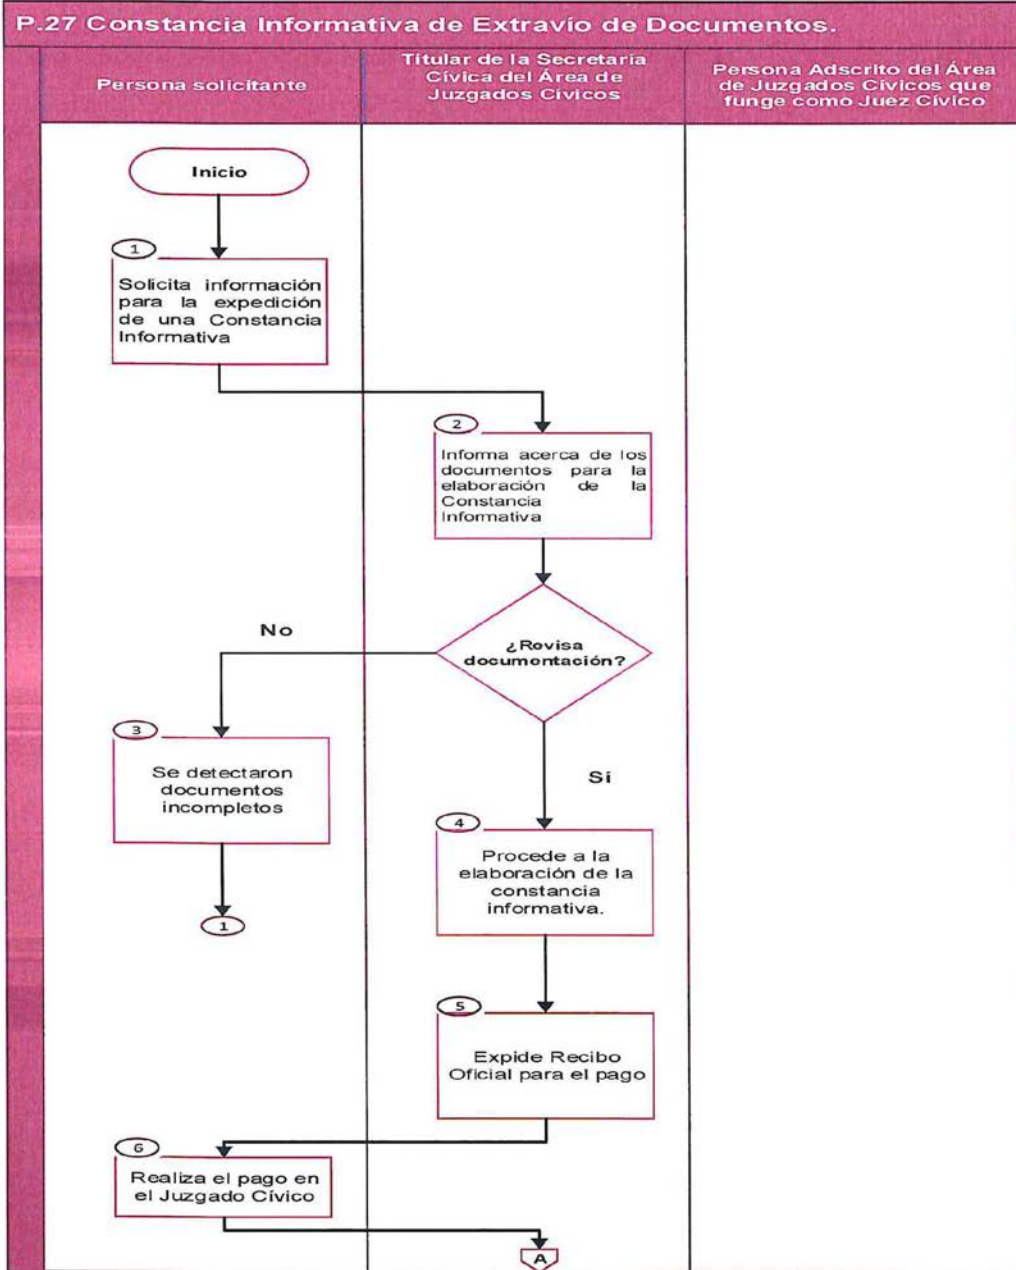 P.27 Constancia Informativa de Extravío de Documentos.
Persona solicitante
Títular de la Secretaría
Cívica del Área de
Juzgados Cívicos
Persona Adscrito del Área
de Juzgados Cívicos que
funge como Juez Cívico
Inicio
1
Solicita información
para la expedición
de una Constancia
Informativa
2
Informa acerca de los
documentos para la
elaboración de la
Constancia
Informativa
¿Revisa
documentación?
No
Sí
3
Se detectaron
documentos
incompletos
1
4
Procede a la
elaboración de la
constancia
informativa.
5
Expide Recibo
Oficial para el pago
6
Realiza el pago en
el Juzgado Cívico
A